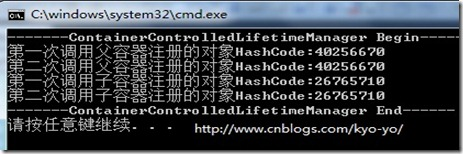 C:\windows\system32\cmd.exe
-------ContainerControlledLifetimeManager Begin------
第一次调用父容器注册的对象HashCode:40256670
第二次调用父容器注册的对象HashCode:40256670
第一次调用子容器注册的对象HashCode:26765710
第二次调用子容器注册的对象HashCode:26765710
-------ContainerControlledLifetimeManager End------
请按任意键继续. . . http://www.cnblogs.com/kyo-yo/